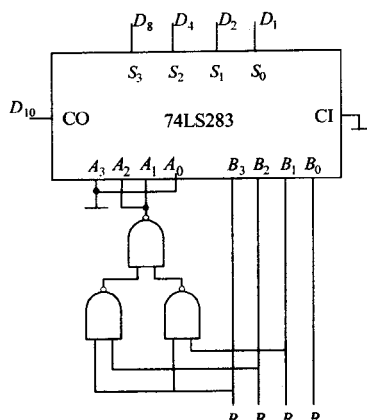 D8 D4 D2 D1
S3 S2 S1 S0
D10 CO 74LS283 CI
A3 A2 A1 A0 B3 B2 B1 B0